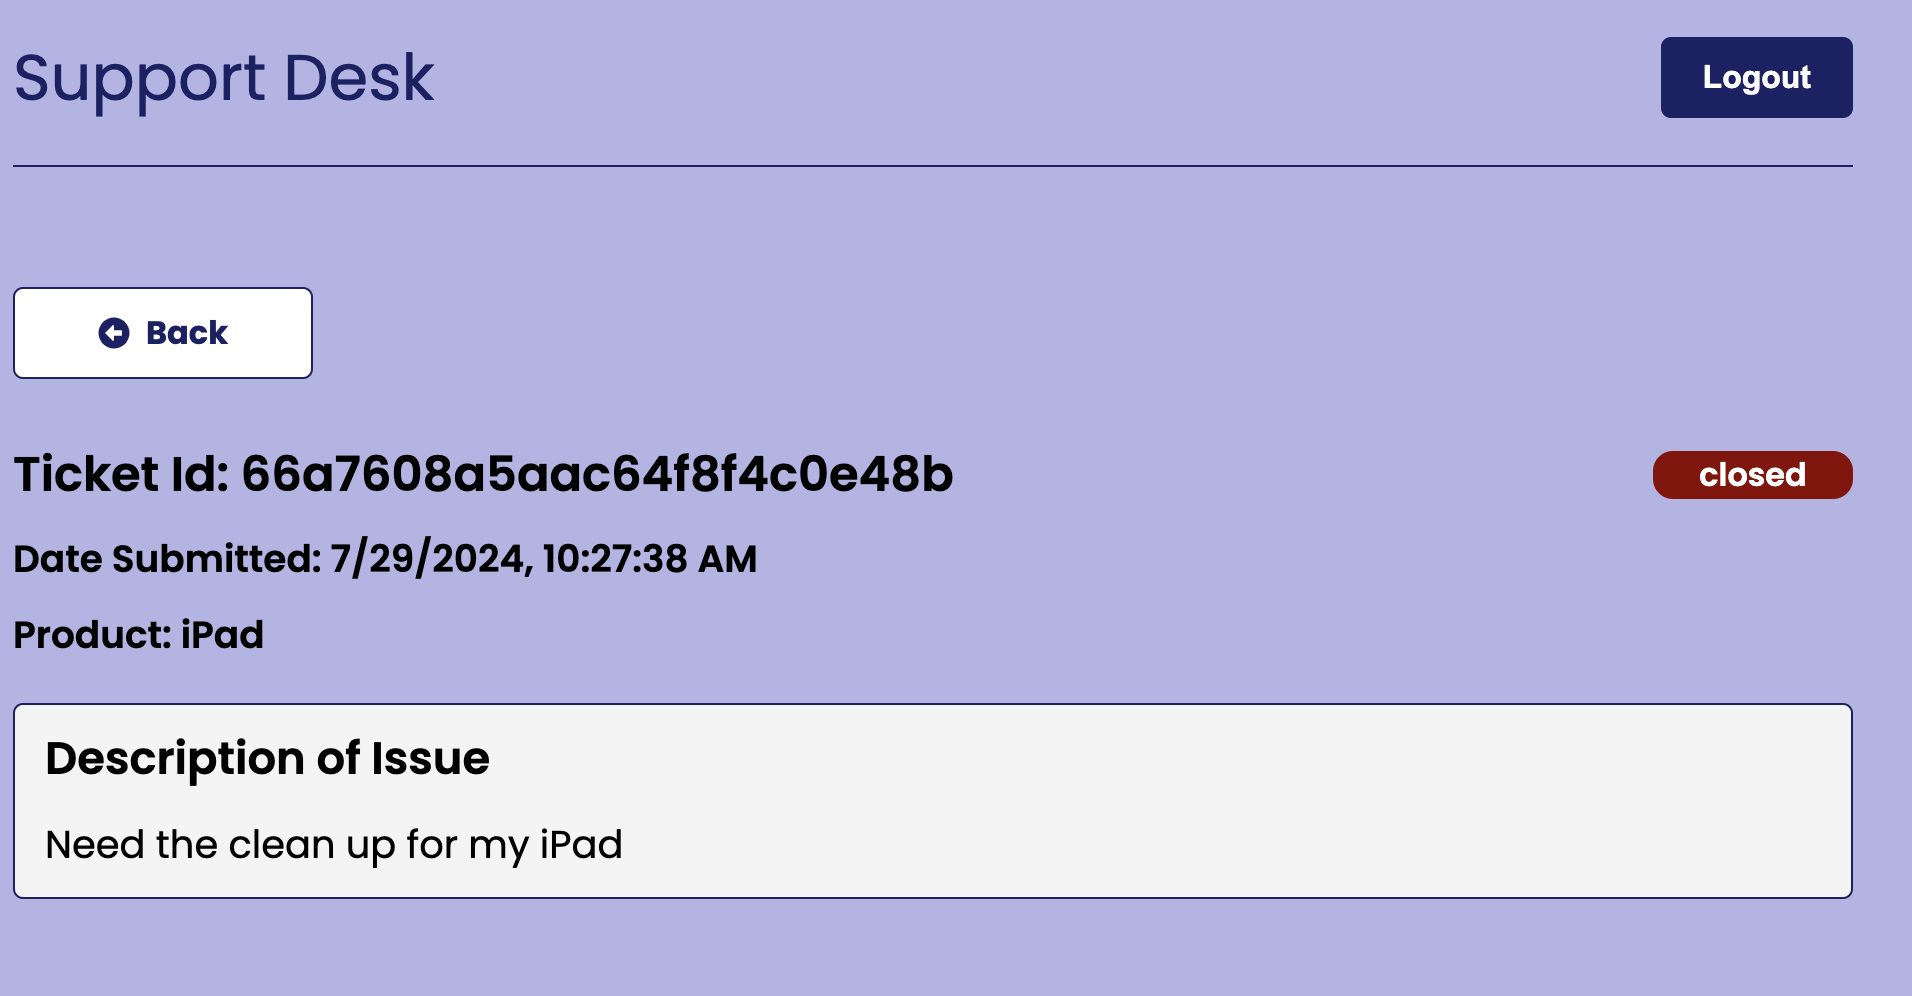 Support Desk
Logout
Back
Ticket Id: 66a7608a5aac64f8f4c0e48b
closed
Date Submitted: 7/29/2024, 10:27:38 AM
Product: iPad
Description of Issue
Need the clean up for my iPad